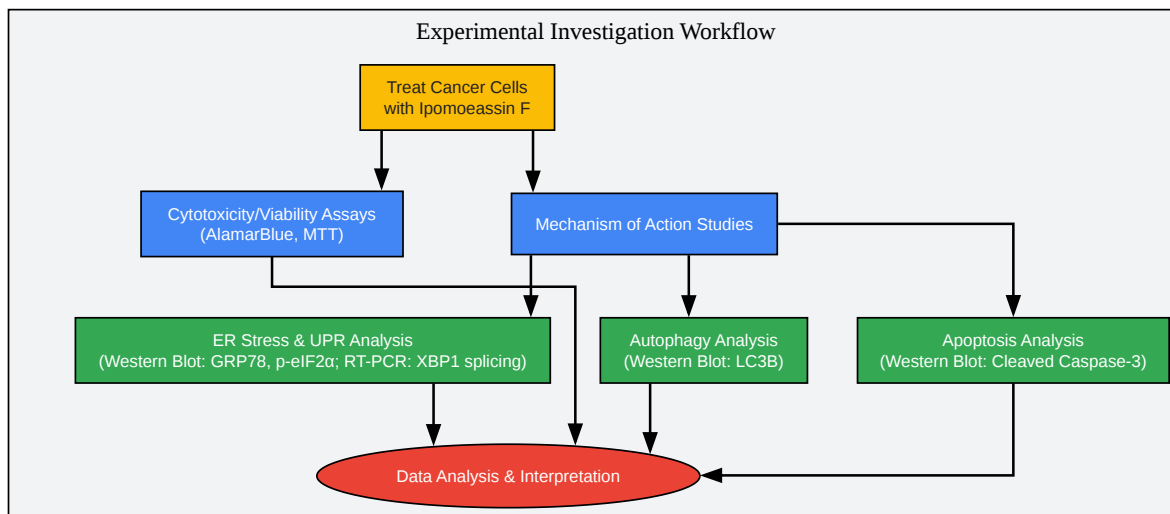 Experimental Investigation Workflow
Treat Cancer Cells
with Ipomoeassin F
Cytotoxicity/Viability Assays
(AlamarBlue, MTT)
Mechanism of Action Studies
ER Stress & UPR Analysis
(Western Blot: GRP78, p-eIF2α; RT-PCR: XBP1 splicing)
Autophagy Analysis
(Western Blot: LC3B)
Apoptosis Analysis
(Western Blot: Cleaved Caspase-3)
Data Analysis & Interpretation